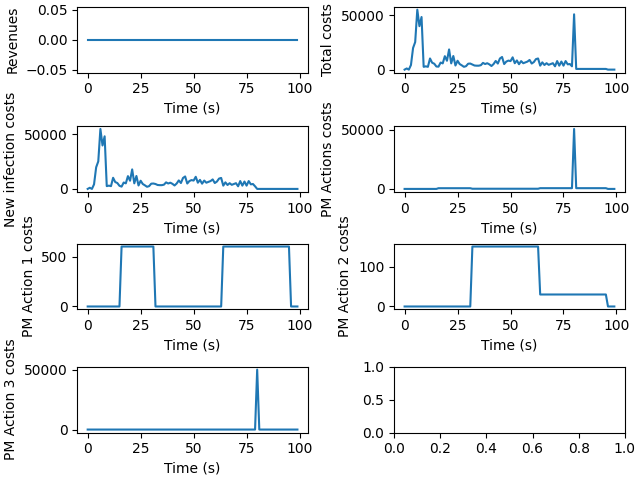 Revenues
0.05
0.00
−0.05
0 25 50 75 100
Time (s)
Total costs
50000
0
0 25 50 75 100
Time (s)
New infection costs
50000
0
0 25 50 75 100
Time (s)
PM Actions costs
50000
0
0 25 50 75 100
Time (s)
PM Action 1 costs
500
0
0 25 50 75 100
Time (s)
PM Action 2 costs
100
0
0 25 50 75 100
Time (s)
PM Action 3 costs
50000
0
0 25 50 75 100
Time (s)
1.0
0.5
0.0
0.0 0.2 0.4 0.6 0.8 1.0